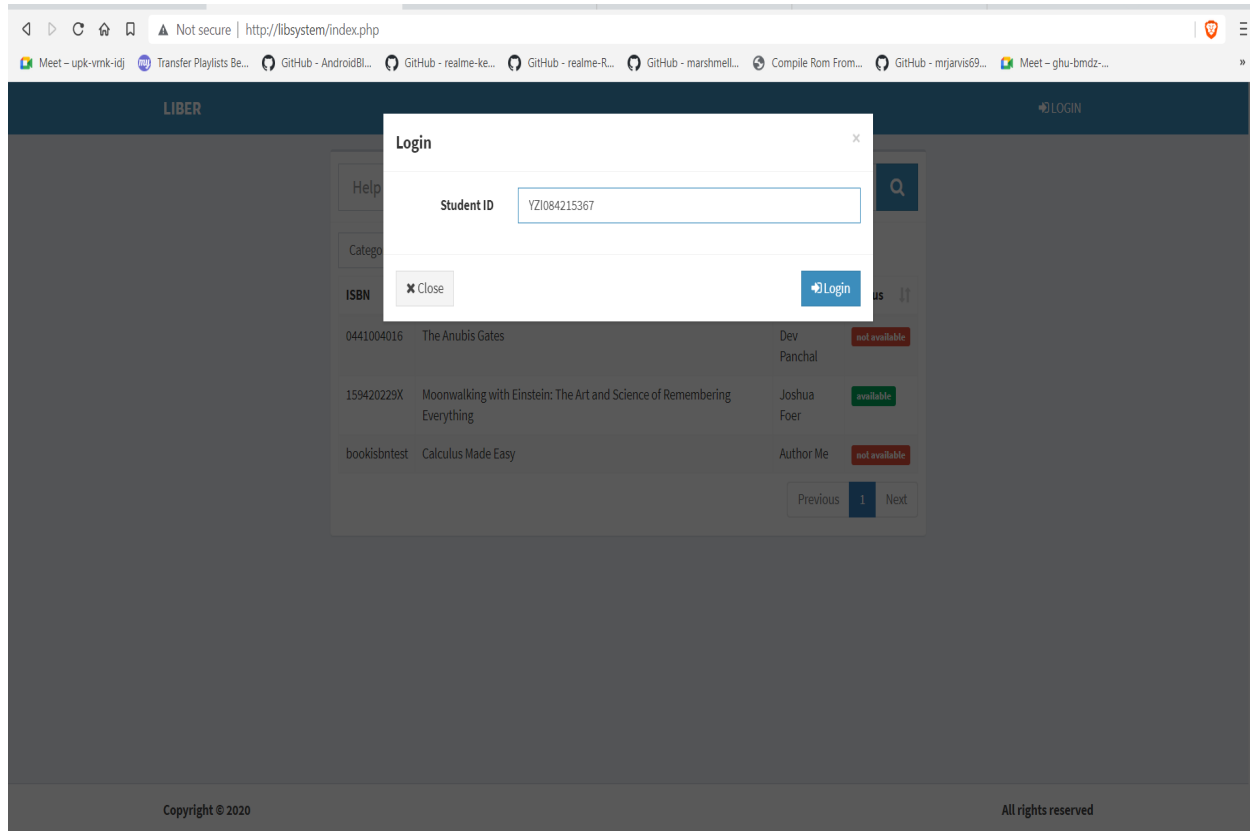 Not secure | http://libsystem/index.php
Meet – upk-vrnk-idj Transfer Playlists Be... GitHub - AndroidBl... GitHub - realme-ke... GitHub - realme-R... GitHub - marshmell... Compile Rom From... GitHub - mrjarvis69... Meet – ghu-bmdz-... »
LIBER LOGIN
Login ×
Help
Student ID YZI084215367
Catego
Close Login
ISBN us
0441004016 The Anubis Gates Dev not available
Panchal
159420229X Moonwalking with Einstein: The Art and Science of Remembering Joshua available
Everything Foer
bookisbntest Calculus Made Easy Author Me not available
Previous 1 Next
Copyright © 2020 All rights reserved